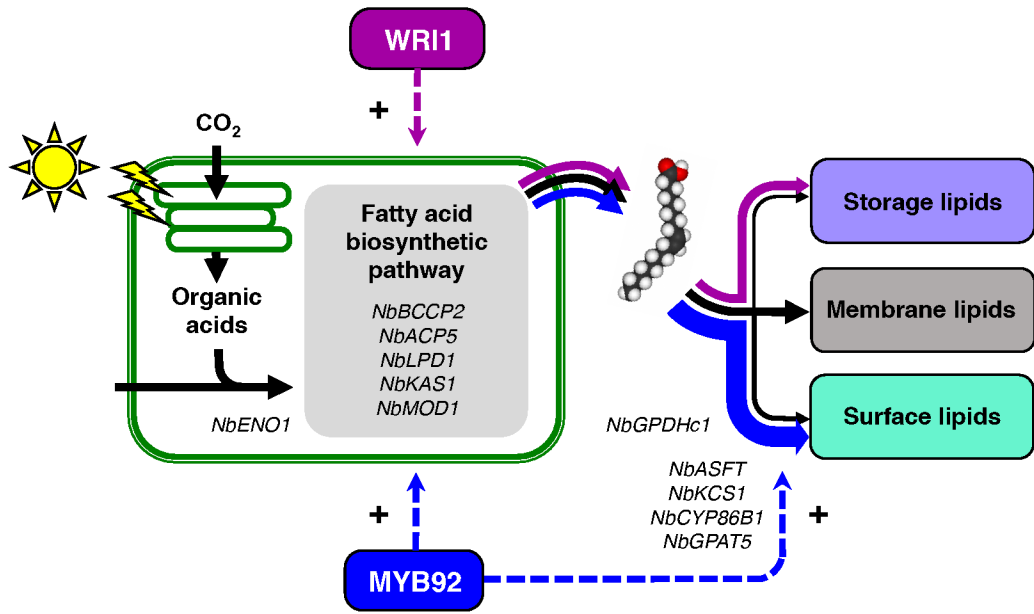 WRI1
+
CO2
Fatty acid
biosynthetic
pathway
Organic
acids
NbBCCP2
NbACP5
NbLPD1
NbKAS1
NbMOD1
NbENO1
Storage lipids
Membrane lipids
Surface lipids
NbGPDHc1
NbASFT
NbKCS1
NbCYP86B1
NbGPAT5
+
+
MYB92